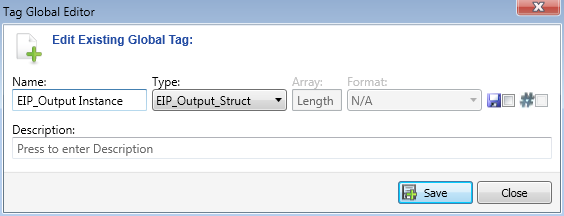 Tag Global Editor
Edit Existing Global Tag:
Name: Type: Array: Format:
EIP_Output Instance EIP_Output_Struct Length N/A
Description:
Press to enter Description
Save Close